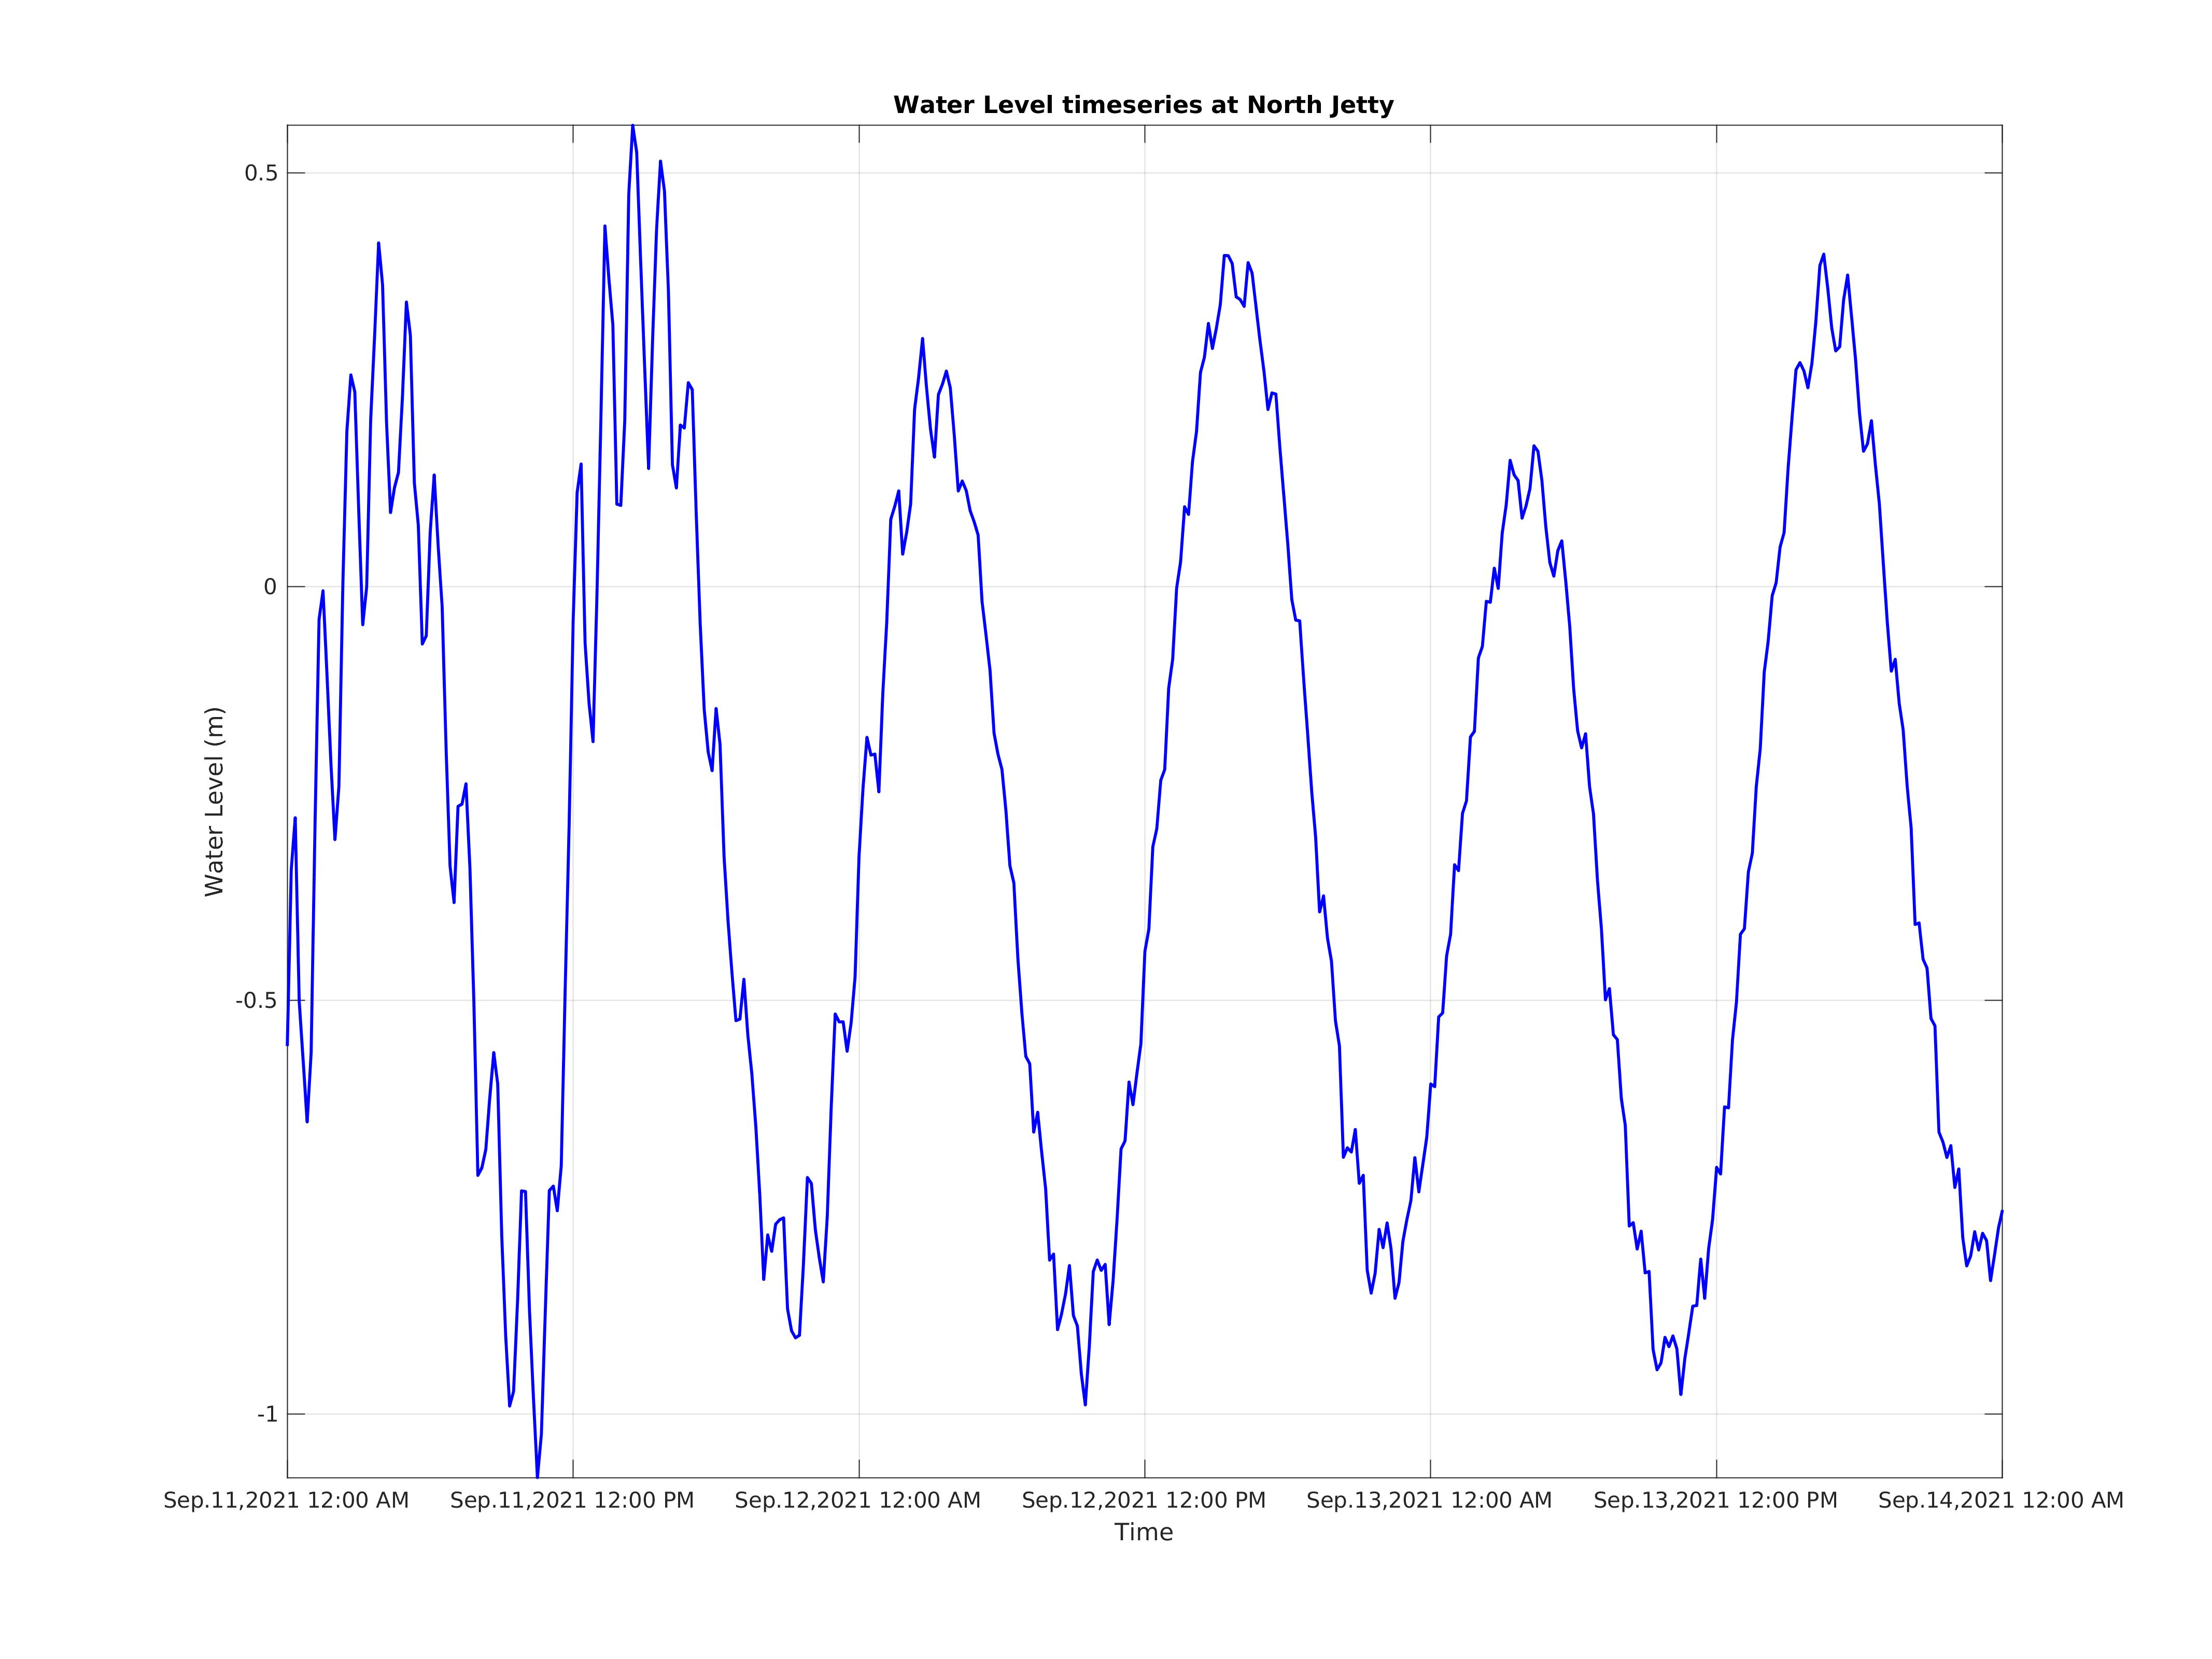 Water Level timeseries at North Jetty
0.5
0
-0.5
-1
Water Level (m)
Sep.11,2021 12:00 AM
Sep.11,2021 12:00 PM
Sep.12,2021 12:00 AM
Sep.12,2021 12:00 PM
Sep.13,2021 12:00 AM
Sep.13,2021 12:00 PM
Sep.14,2021 12:00 AM
Time